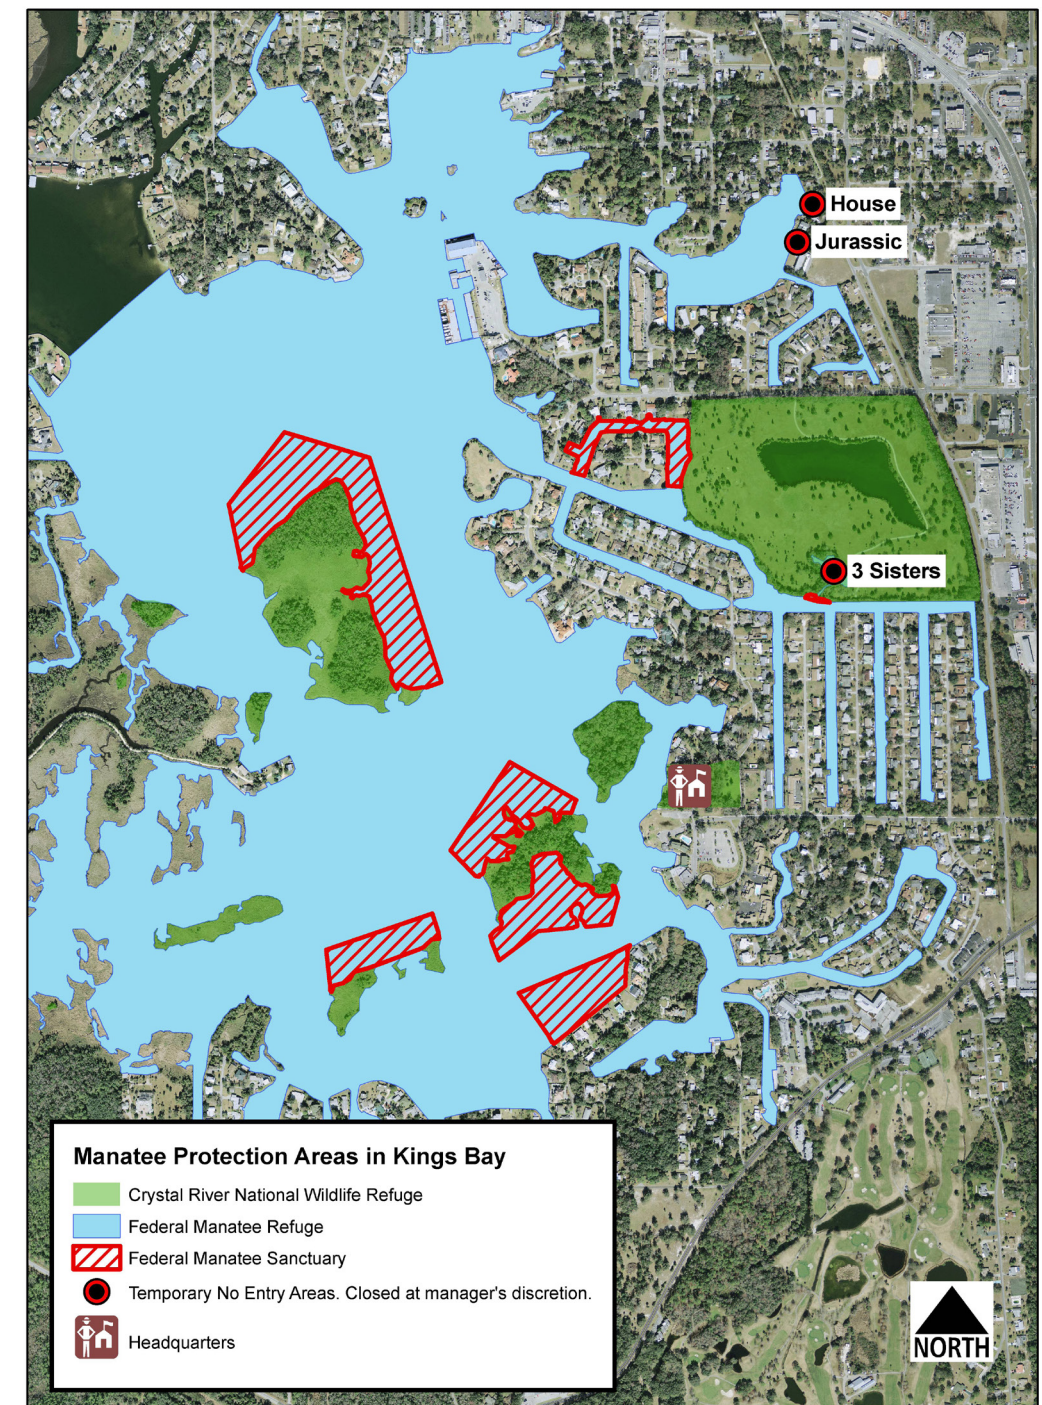 House
Jurassic
3 Sisters
Manatee Protection Areas in Kings Bay
Crystal River National Wildlife Refuge
Federal Manatee Refuge
Federal Manatee Sanctuary
Temporary No Entry Areas. Closed at manager's discretion.
Headquarters
NORTH